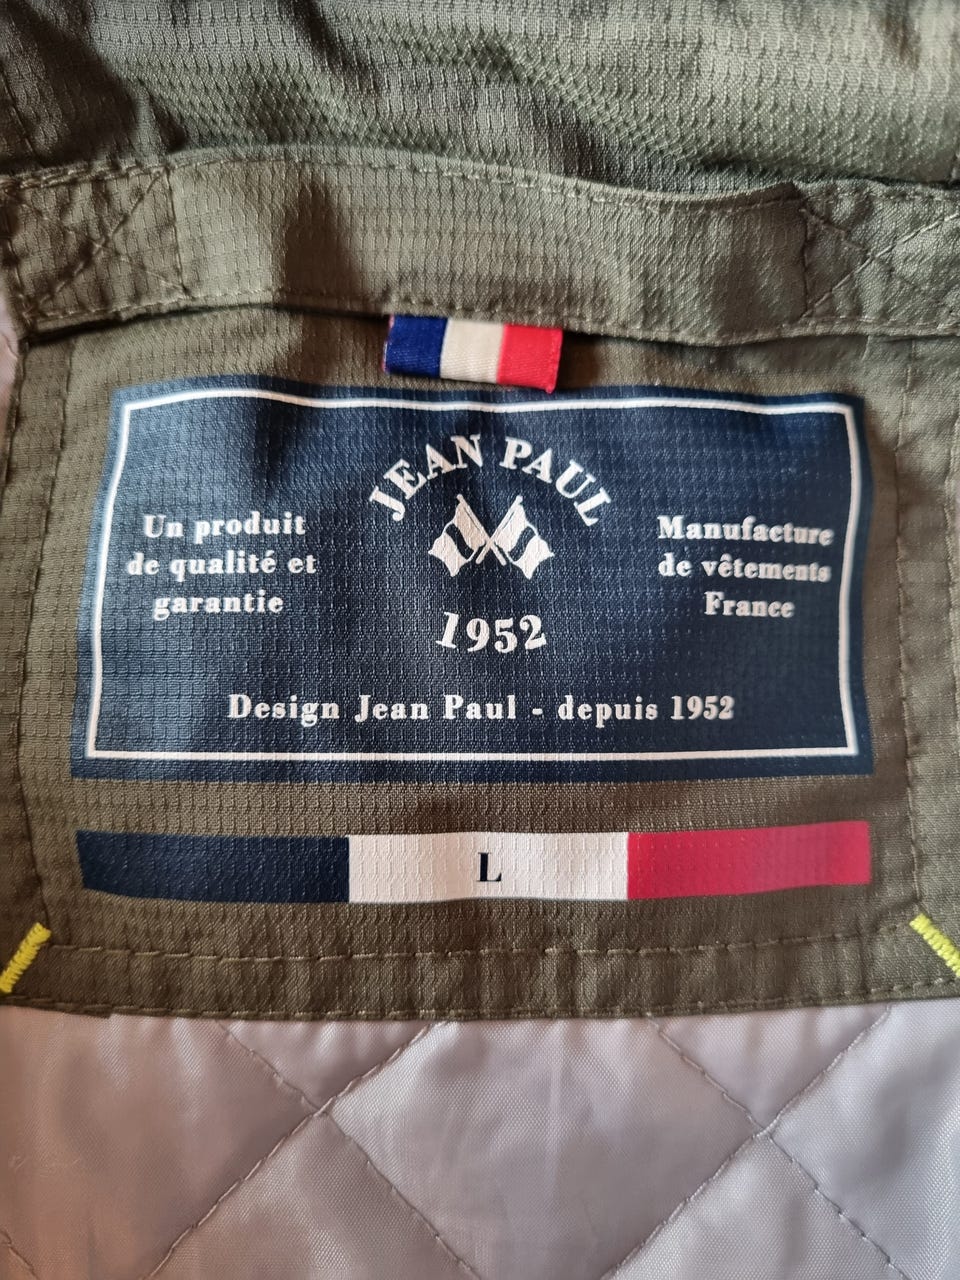 JEAN PAUL
Un produit
de qualité et
garantie
Manufacture
de vêtements
France
1952
Design Jean Paul - depuis 1952
L